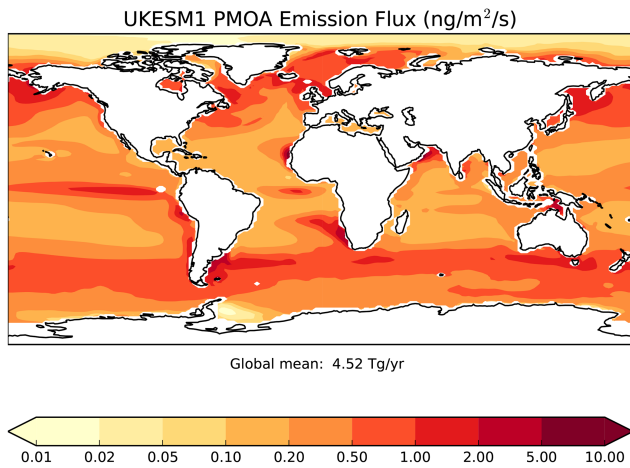 UKESM1 PMOA Emission Flux (ng/m²/s)
Global mean: 4.52 Tg/yr
0.01 0.02 0.05 0.10 0.20 0.50 1.00 2.00 5.00 10.00